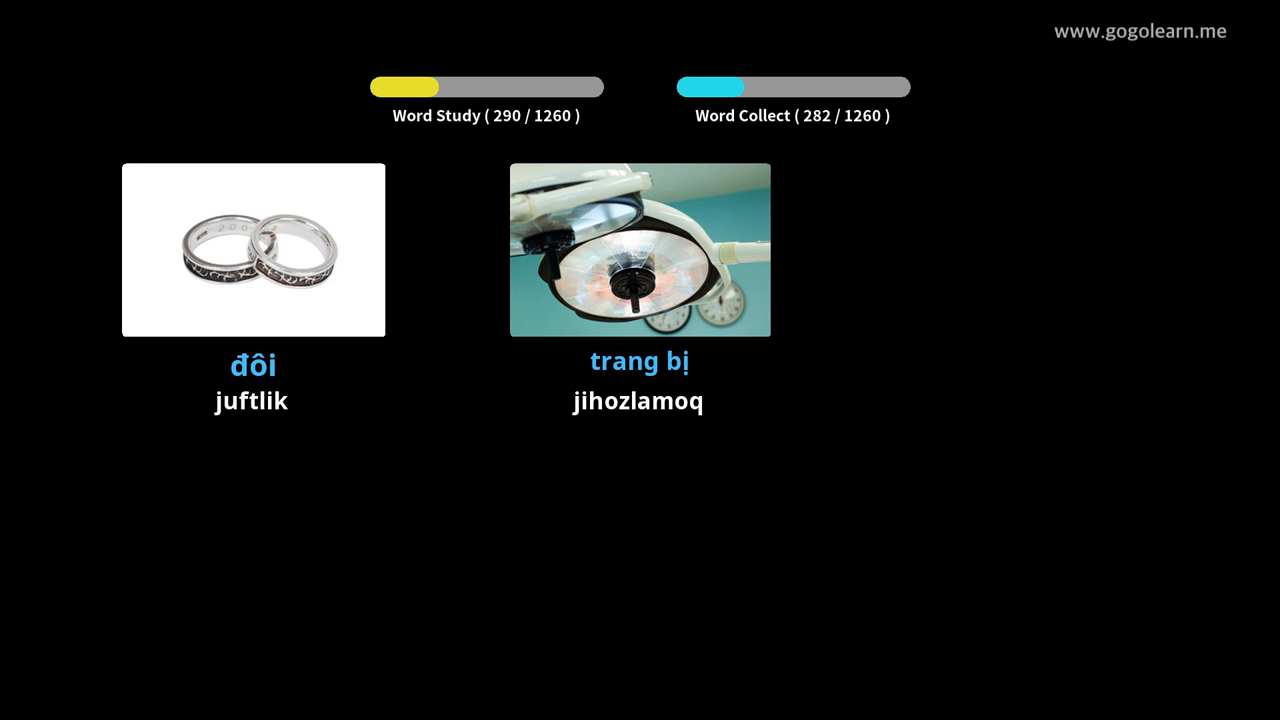 www.gogolearn.me
Word Study ( 290 / 1260 )
Word Collect ( 282 / 1260 )
đôi
juftlik
trang bị
jihozlamoq